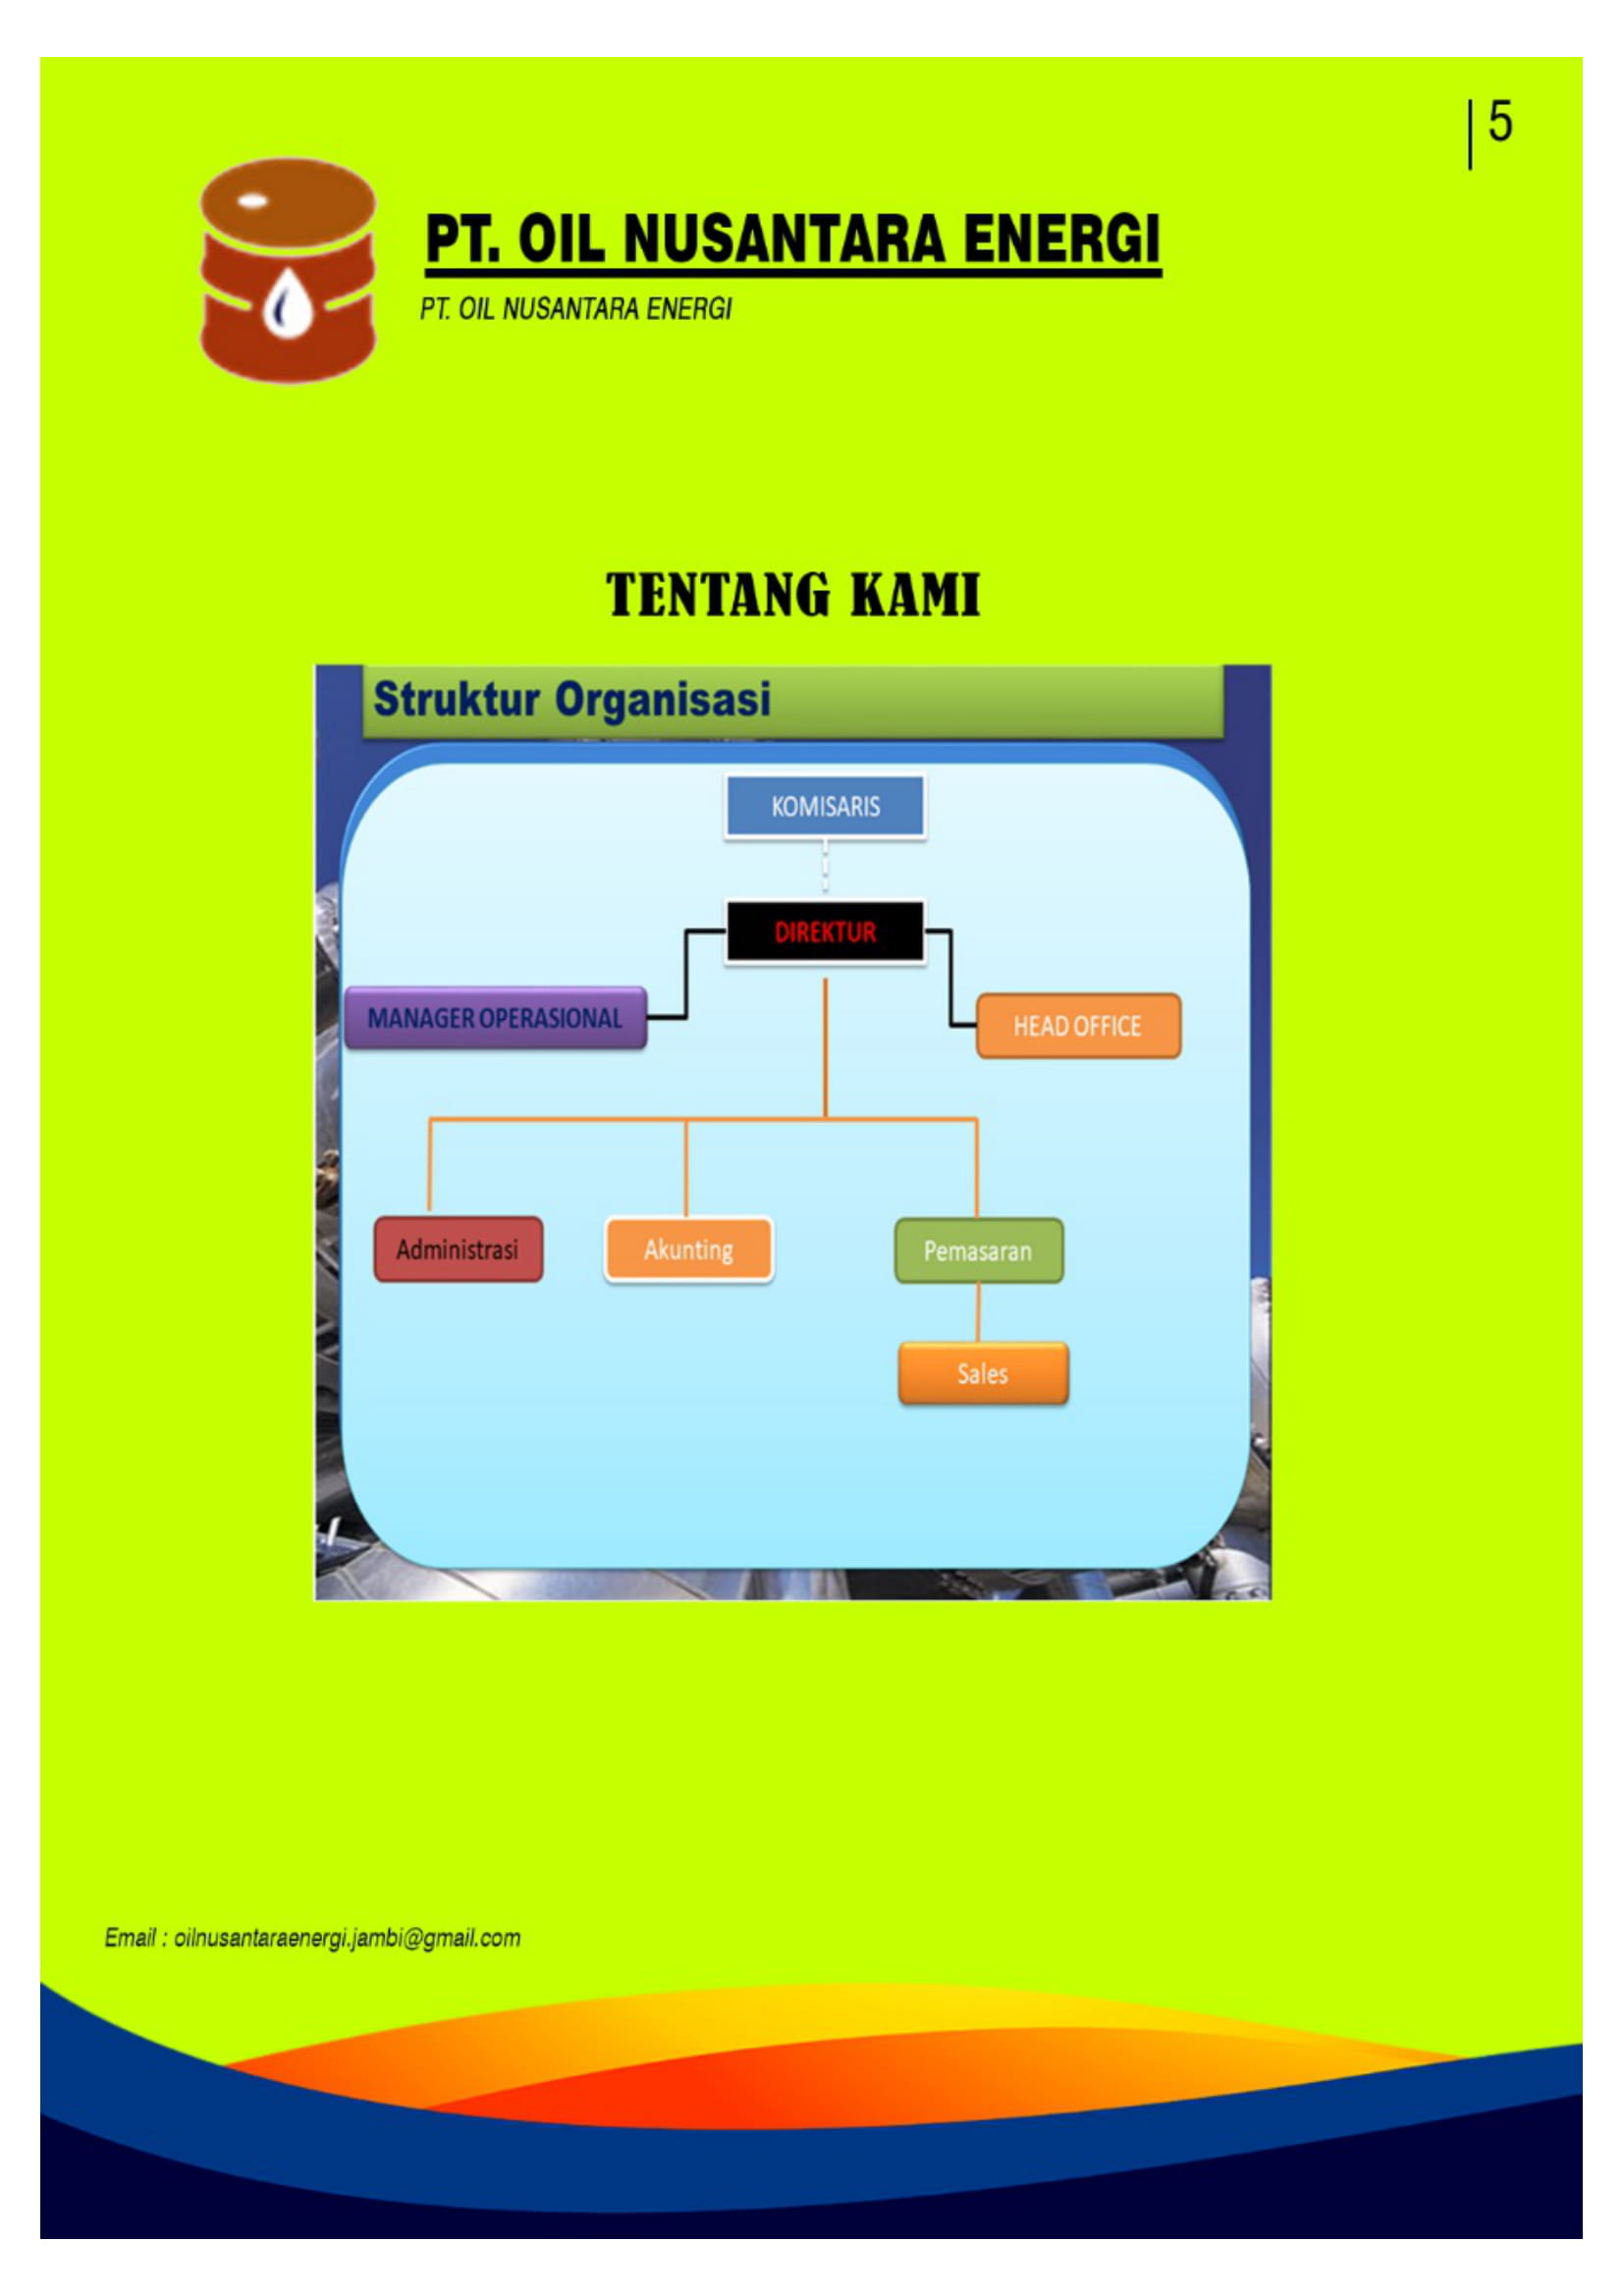 5
PT. OIL NUSANTARA ENERGI
PT. OIL NUSANTARA ENERGI
TENTANG KAMI
Struktur Organisasi
KOMISARIS
DIREKTUR
MANAGER OPERASIONAL
HEAD OFFICE
Administrasi
Akunting
Pemasaran
Sales
Email : oilnusantaraenergi.jambi@gmail.com